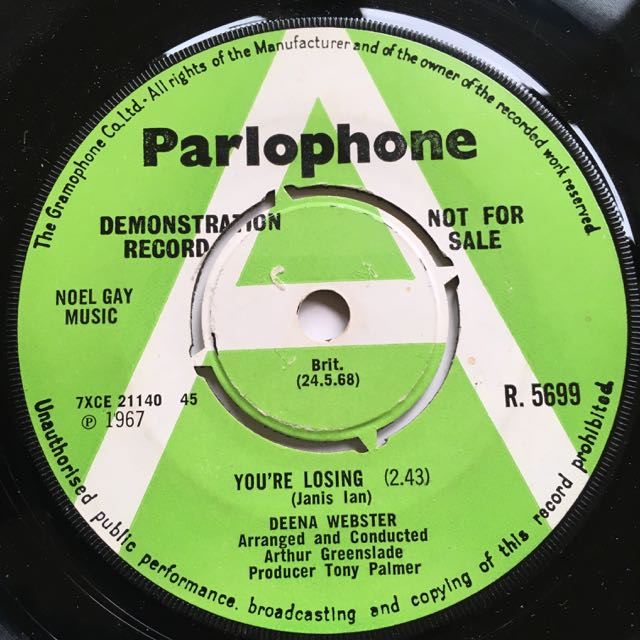 The Gramophone Co. Ltd. · All rights of the Manufacturer and of the owner of the recorded work reserved.
Parlophone
DEMONSTRATION
RECORD
NOT FOR
SALE
NOEL GAY
MUSIC
Brit.
(24.5.68)
7XCE 21140 45
Ⓟ 1967
R. 5699
YOU'RE LOSING (2.43)
(Janis Ian)
DEENA WEBSTER
Arranged and Conducted
Arthur Greenslade
Producer Tony Palmer
Unauthorised public performance. broadcasting and copying of this record prohibited.